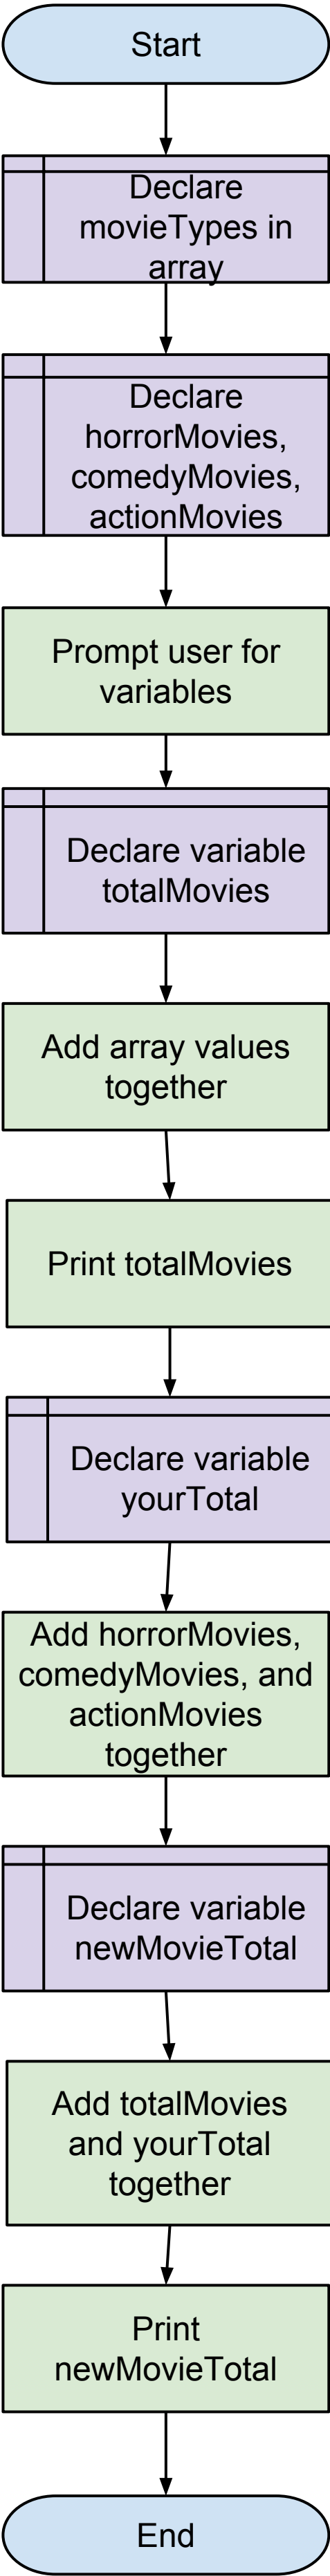 Start
Declare
movieTypes in
array
Declare
horrorMovies,
comedyMovies,
actionMovies
Prompt user for
variables
Declare variable
totalMovies
Add array values
together
Print totalMovies
Declare variable
yourTotal
Add horrorMovies,
comedyMovies, and
actionMovies
together
Declare variable
newMovieTotal
Add totalMovies
and yourTotal
together
Print
newMovieTotal
End